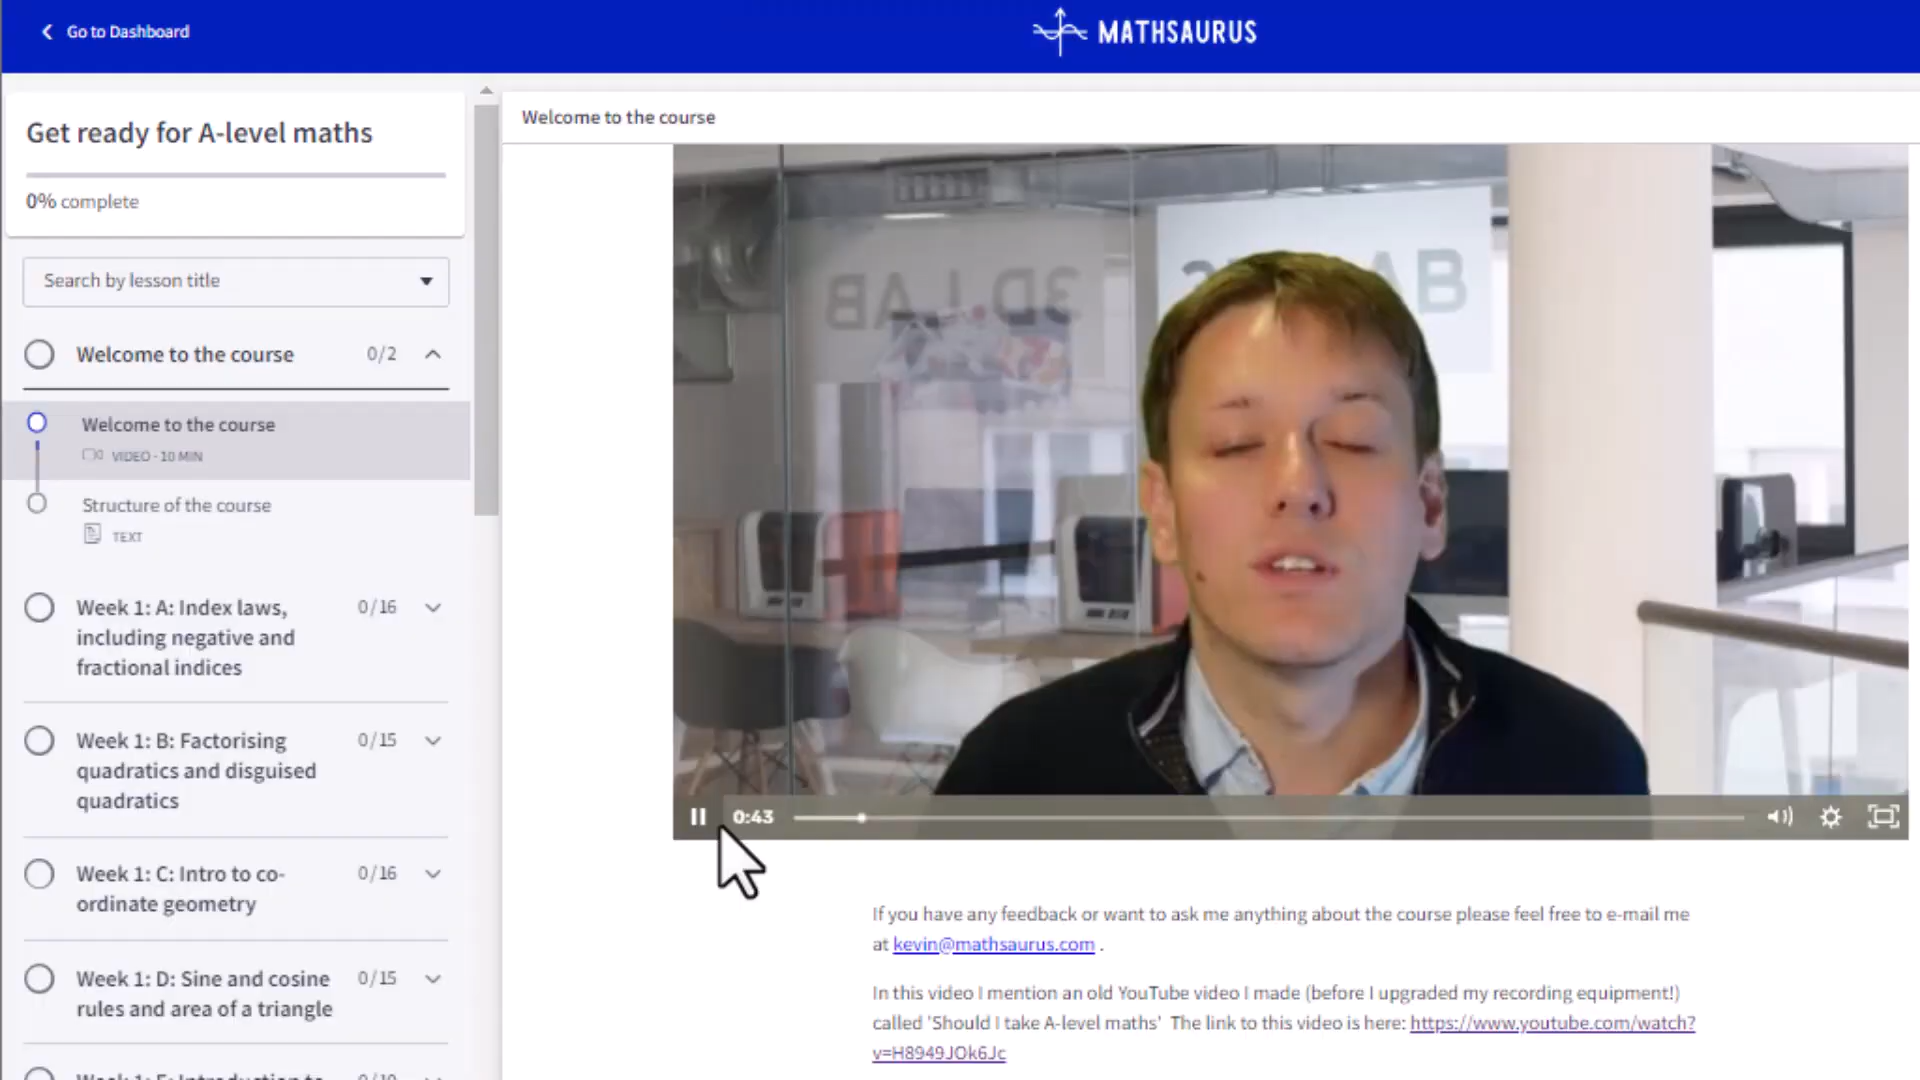 Go to Dashboard
MATHSAURUS
Get ready for A-level maths
0% complete
Search by lesson title
Welcome to the course 0/2
Welcome to the course
VIDEO - 10 MIN
Structure of the course
TEXT
Week 1: A: Index laws, 0/16
including negative and
fractional indices
Week 1: B: Factorising 0/15
quadratics and disguised
quadratics
Week 1: C: Intro to co- 0/16
ordinate geometry
Week 1: D: Sine and cosine 0/15
rules and area of a triangle
Week 1: E: Introduction to
Welcome to the course
3D LAB
AB
0:43
If you have any feedback or want to ask me anything about the course please feel free to e-mail me
at kevin@mathsaurus.com .
In this video I mention an old YouTube video I made (before I upgraded my recording equipment!)
called 'Should I take A-level maths' The link to this video is here: https://www.youtube.com/watch?
v=H8949JOk6Jc